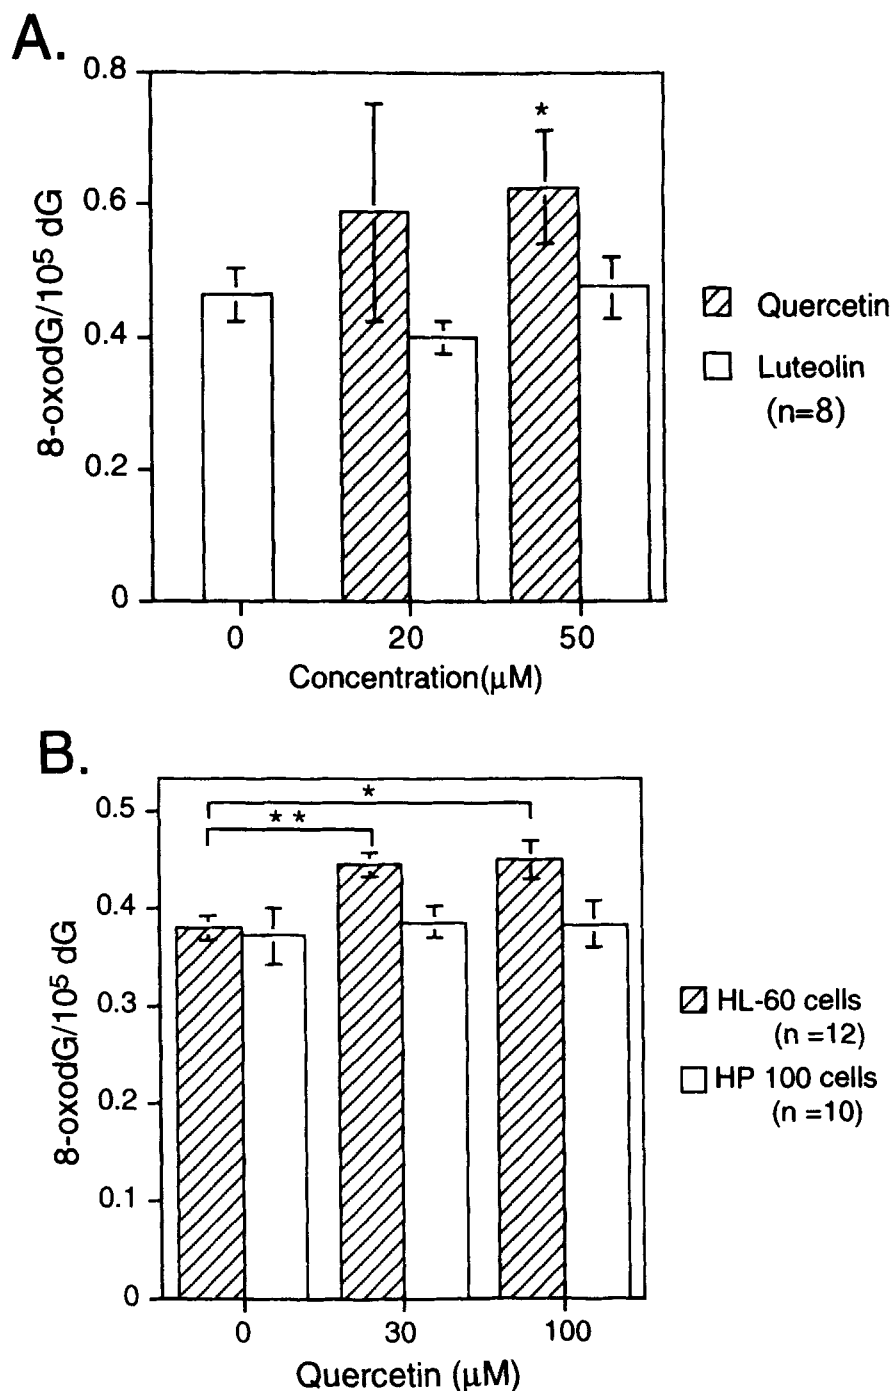 A.
0.8
0.6
0.4
0.2
0
8-oxodG/10⁵ dG
*
0 20 50
Concentration(μM)
Quercetin
Luteolin
(n=8)
B.
0.5
0.4
0.3
0.2
0.1
0
8-oxodG/10⁵ dG
*
* *
0 30 100
Quercetin (μM)
HL-60 cells
(n =12)
HP 100 cells
(n =10)